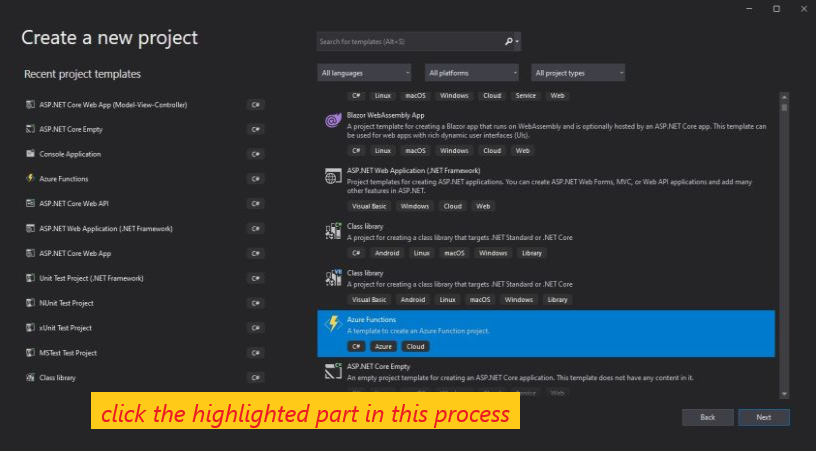 Create a new project
Search for templates (Alt+S)
Recent project templates
All languages
All platforms
All project types
ASP.NET Core Web App (Model-View-Controller) C#
ASP.NET Core Empty C#
Console Application C#
Azure Functions C#
ASP.NET Core Web API C#
ASP.NET Web Application (.NET Framework) C#
ASP.NET Core Web App C#
Unit Test Project (.NET Framework) C#
NUnit Test Project C#
xUnit Test Project C#
MSTest Test Project C#
Class library C#
C# Linux macOS Windows Cloud Service Web
Blazor WebAssembly App
A project template for creating a Blazor app that runs on WebAssembly and is optionally hosted by an ASP.NET Core app. This template can
be used for web apps with rich dynamic user interfaces (UIs).
C# Linux macOS Windows Cloud Web
ASP.NET Web Application (.NET Framework)
Project templates for creating ASP.NET applications. You can create ASP.NET Web Forms, MVC, or Web API applications and add many
other features in ASP.NET.
Visual Basic Windows Cloud Web
Class library
A project for creating a class library that targets .NET Standard or .NET Core
C# Android Linux macOS Windows Library
Class library
A project for creating a class library that targets .NET Standard or .NET Core
Visual Basic Android Linux macOS Windows Library
Azure Functions
A template to create an Azure Function project.
C# Azure Cloud
ASP.NET Core Empty
An empty project template for creating an ASP.NET Core application. This template does not have any content in it.
C# Linux macOS Windows Cloud Service Web
click the highlighted part in this process
Back
Next